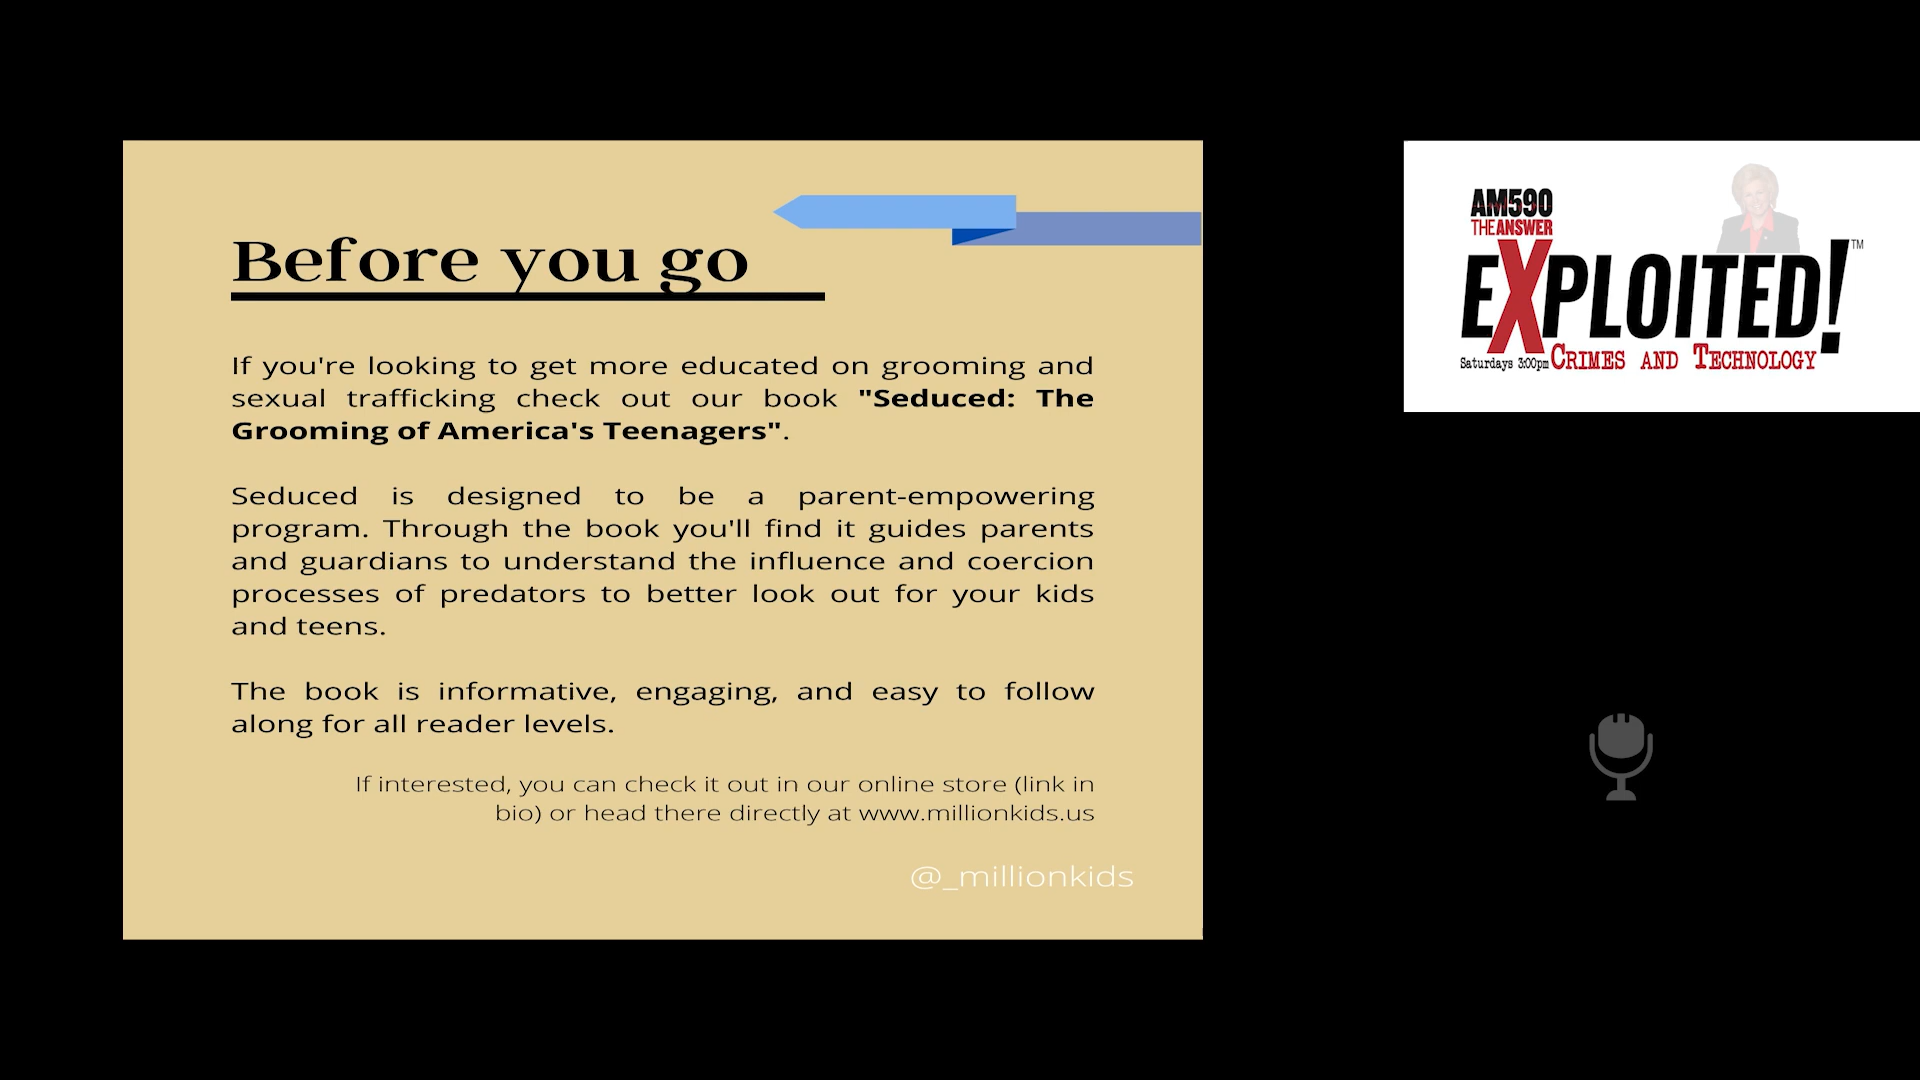 Before you go
If you're looking to get more educated on grooming and
sexual trafficking check out our book "Seduced: The
Grooming of America's Teenagers".
Seduced is designed to be a parent-empowering
program. Through the book you'll find it guides parents
and guardians to understand the influence and coercion
processes of predators to better look out for your kids
and teens.
The book is informative, engaging, and easy to follow
along for all reader levels.
If interested, you can check it out in our online store (link in
bio) or head there directly at www.millionkids.us
@_millionkids
AM590
THE ANSWER
EXPLOITED!™
Saturdays 3:00pm CRIMES AND TECHNOLOGY